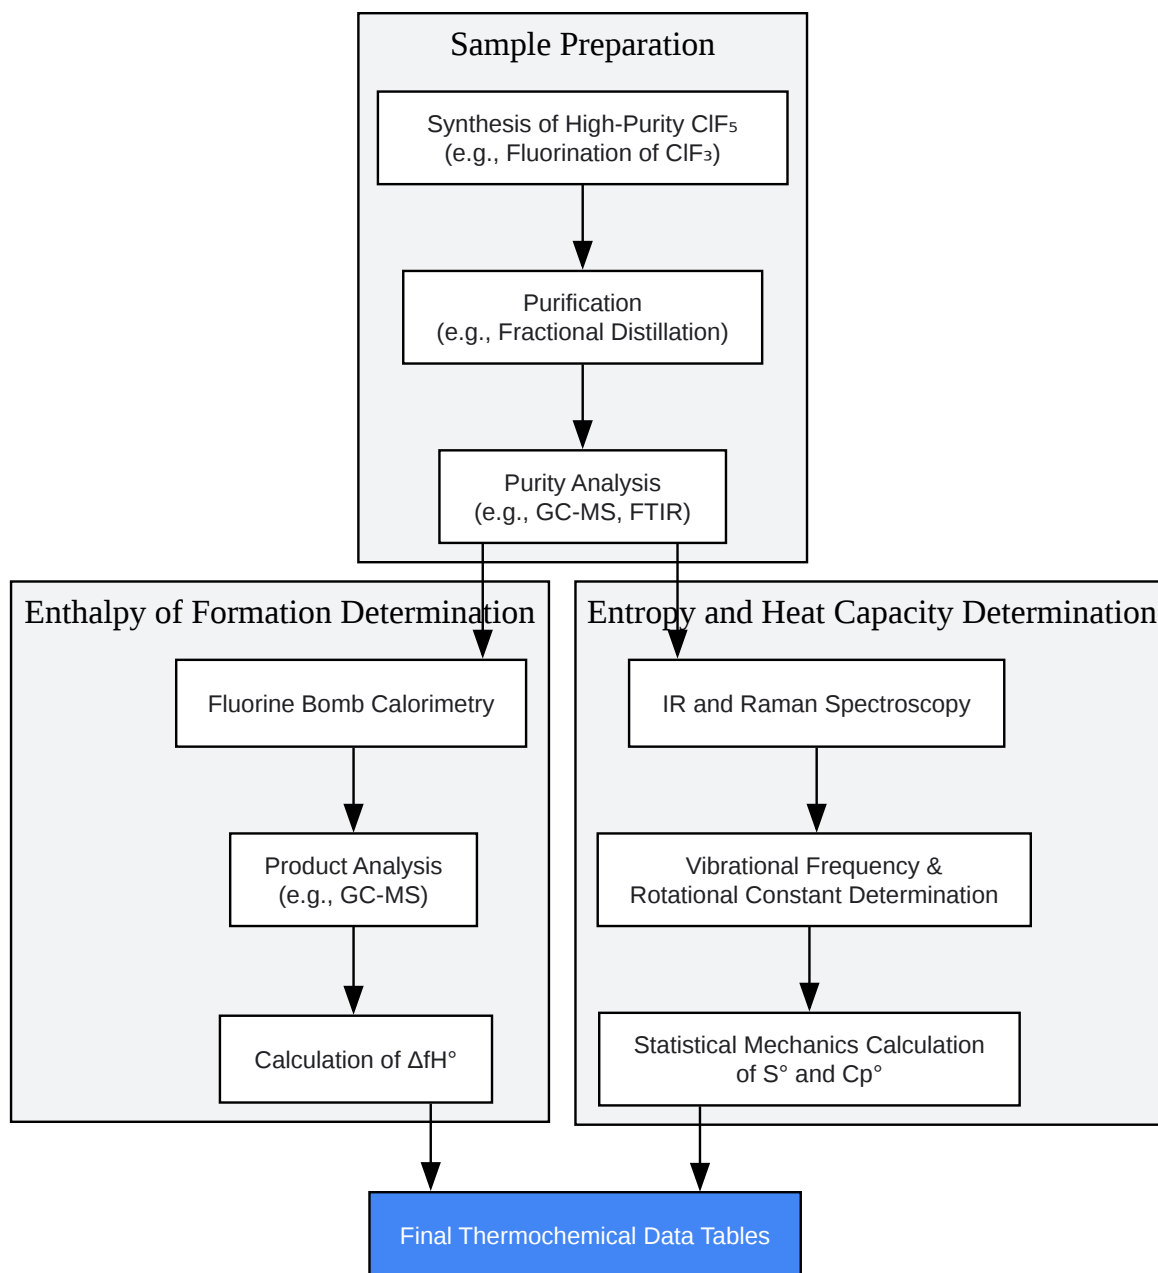 Sample Preparation
Synthesis of High-Purity ClF₅
(e.g., Fluorination of ClF₃)
Purification
(e.g., Fractional Distillation)
Purity Analysis
(e.g., GC-MS, FTIR)
Enthalpy of Formation Determination
Fluorine Bomb Calorimetry
Product Analysis
(e.g., GC-MS)
Calculation of ΔfH°
Entropy and Heat Capacity Determination
IR and Raman Spectroscopy
Vibrational Frequency &
Rotational Constant Determination
Statistical Mechanics Calculation
of S° and Cp°
Final Thermochemical Data Tables